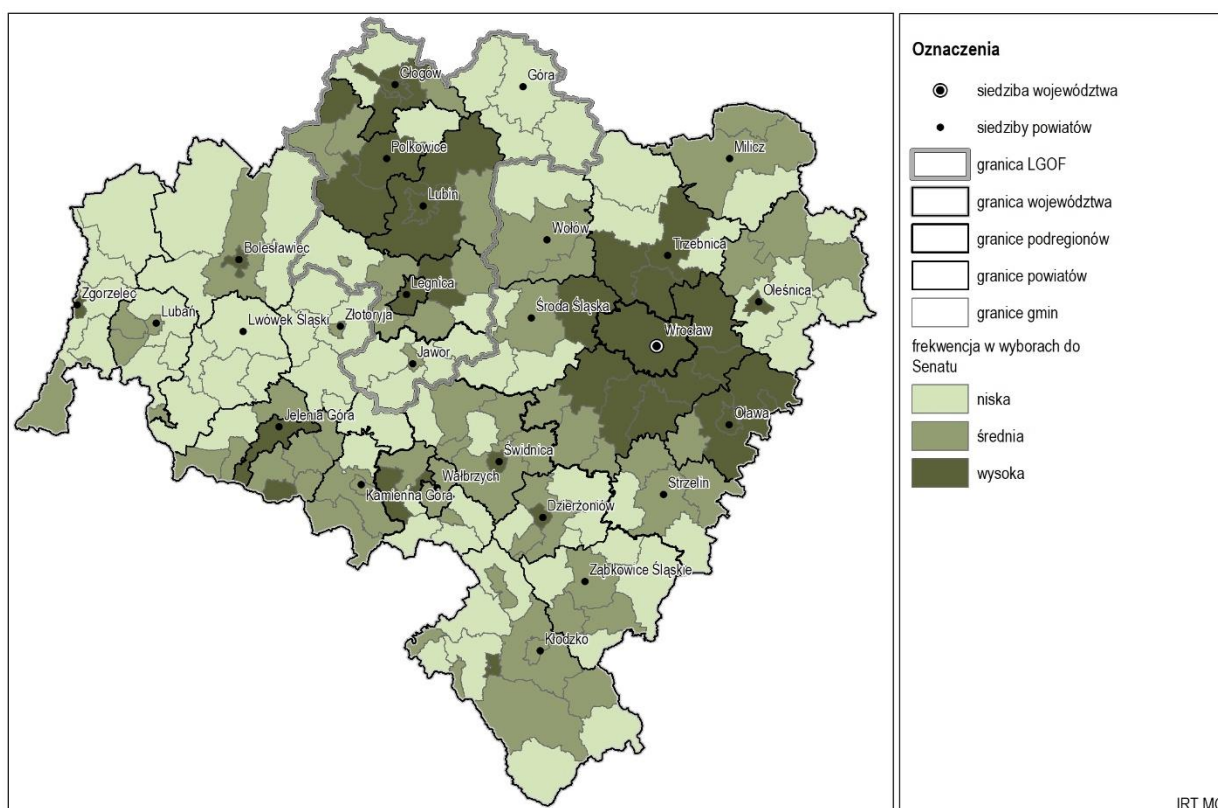 Głogów
Góra
Polkowice
Milicz
Lubin
Wołów
Trzebnica
Bolesławiec
Legnica
Oleśnica
Zgorzelec
Środa Śląska
Lubań
Lwówek Śląski
Złotoryja
Wrocław
Jawor
Jelenia Góra
Oława
Świdnica
Wałbrzych
Kamienna Góra
Strzelin
Dzierżoniów
Ząbkowice Śląskie
Kłodzko
Oznaczenia
siedziba województwa
siedziby powiatów
granica LGOF
granica województwa
granice podregionów
granice powiatów
granice gmin
frekwencja w wyborach do
Senatu
niska
średnia
wysoka
IRT